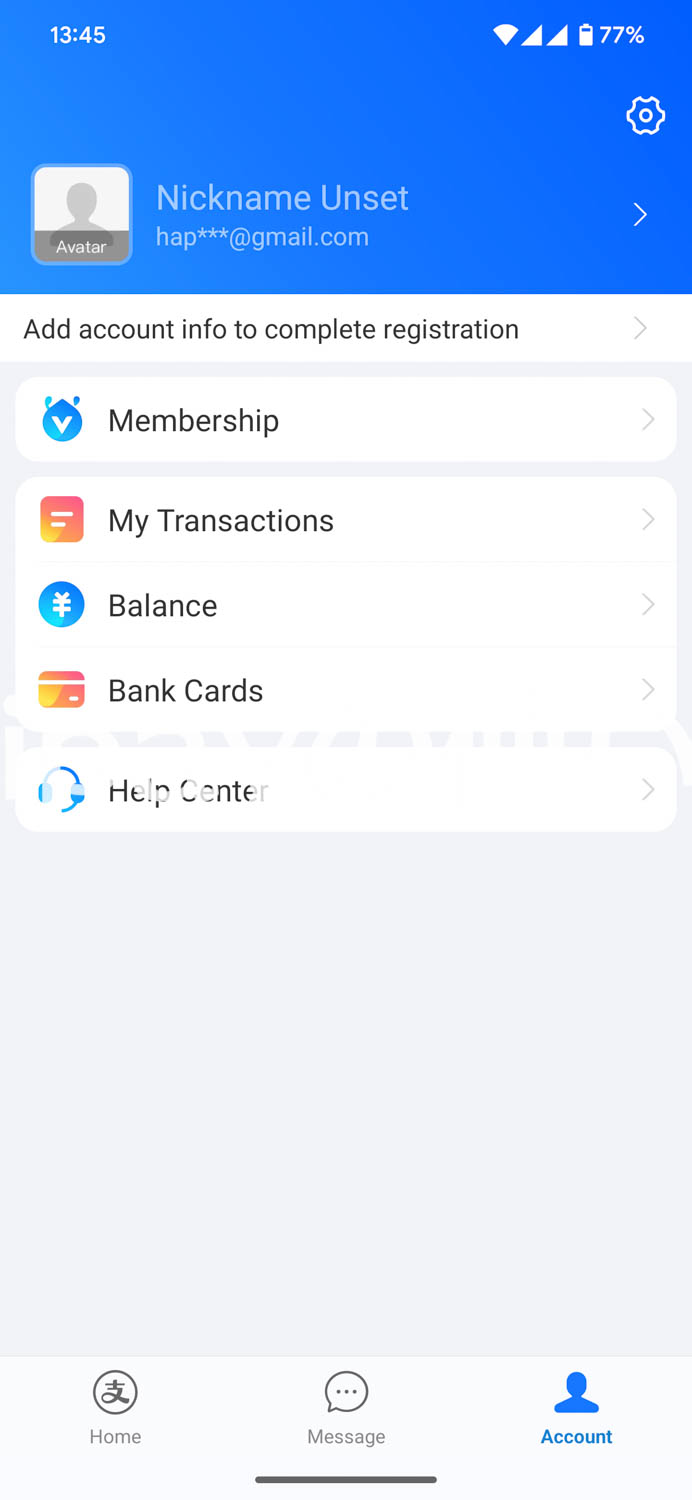 13:45
77%
Nickname Unset
hap***@gmail.com
Avatar
Add account info to complete registration
Membership
My Transactions
Balance
Bank Cards
Help Center
支
Home
Message
Account